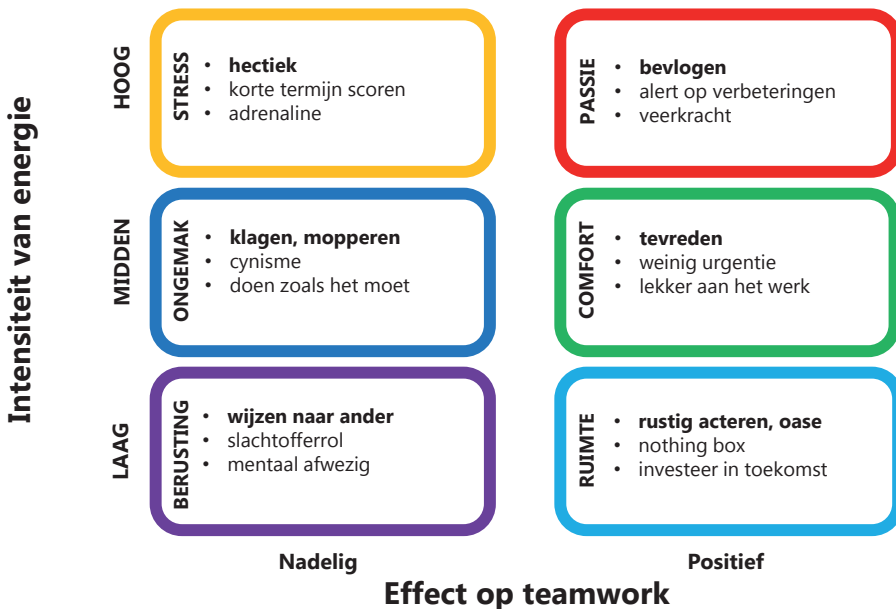 Intensiteit van energie
HOOG
STRESS
• hectiek
• korte termijn scoren
• adrenaline
PASSIE
• bevlogen
• alert op verbeteringen
• veerkracht
MIDDEN
ONGEMAK
• klagen, mopperen
• cynisme
• doen zoals het moet
COMFORT
• tevreden
• weinig urgentie
• lekker aan het werk
LAAG
BERUSTING
• wijzen naar ander
• slachtofferrol
• mentaal afwezig
RUIMTE
• rustig acteren, oase
• nothing box
• investeer in toekomst
Nadelig
Positief
Effect op teamwork